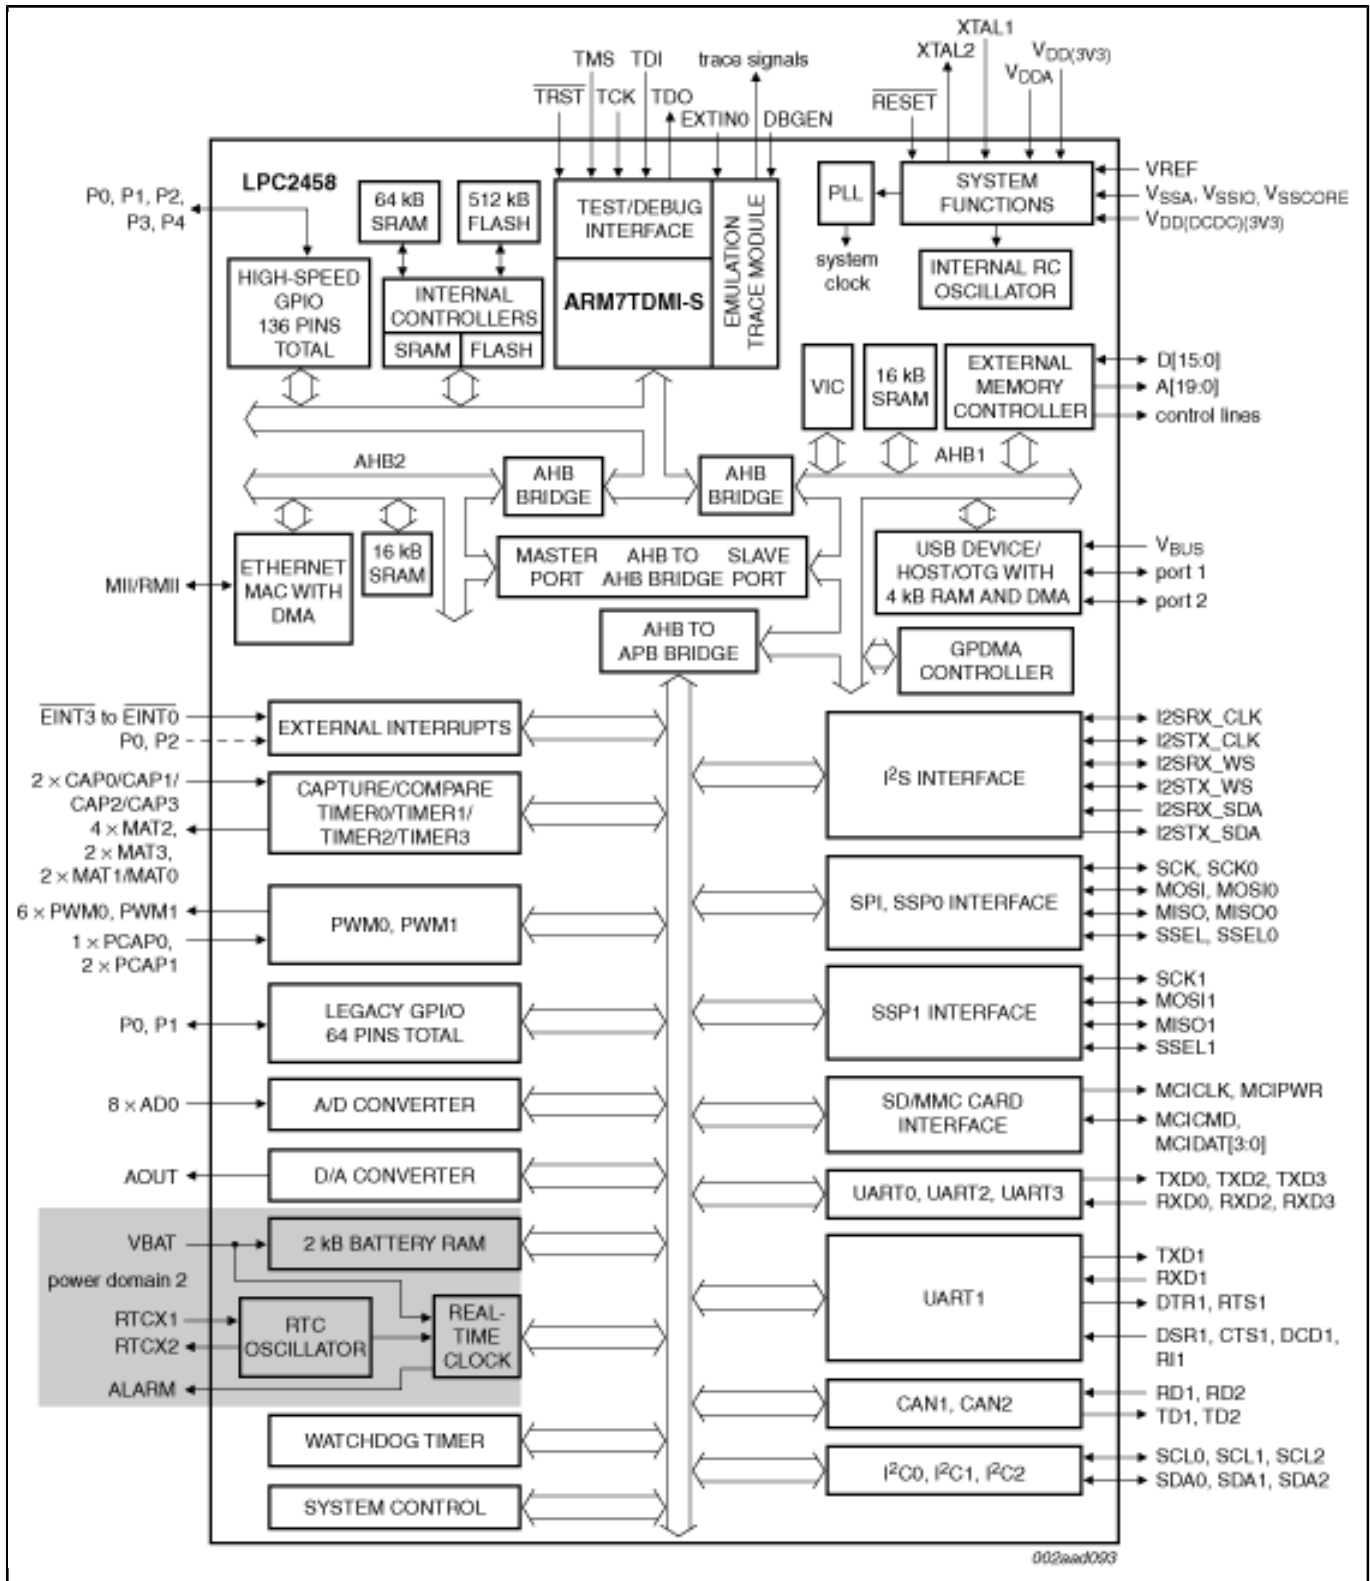 XTAL1
XTAL2
VDD(3V3)
VDDA
TMS TDI trace signals
TRST TCK TDO
RESET
EXTIN0 DBGEN
LPC2458
P0, P1, P2,
P3, P4
64 kB
SRAM
512 kB
FLASH
TEST/DEBUG
INTERFACE
EMULATION
TRACE MODULE
PLL
SYSTEM
FUNCTIONS
VREF
VSSA, VSSIO, VSSCORE
VDD(DCDC)(3V3)
system
clock
INTERNAL RC
OSCILLATOR
HIGH-SPEED
GPIO
136 PINS
TOTAL
INTERNAL
CONTROLLERS
SRAM FLASH
ARM7TDMI-S
VIC
16 kB
SRAM
EXTERNAL
MEMORY
CONTROLLER
D[15:0]
A[19:0]
control lines
AHB2
AHB
BRIDGE
AHB
BRIDGE
AHB1
ETHERNET
MAC WITH
DMA
MII/RMII
16 kB
SRAM
MASTER
PORT
AHB TO
AHB BRIDGE
SLAVE
PORT
USB DEVICE/
HOST/OTG WITH
4 kB RAM AND DMA
VBUS
port 1
port 2
AHB TO
APB BRIDGE
GPDMA
CONTROLLER
EINT3 to EINT0
P0, P2
EXTERNAL INTERRUPTS
2 × CAP0/CAP1/
CAP2/CAP3
4 × MAT2,
2 × MAT3,
2 × MAT1/MAT0
CAPTURE/COMPARE
TIMER0/TIMER1/
TIMER2/TIMER3
6 × PWM0, PWM1
1 × PCAP0,
2 × PCAP1
PWM0, PWM1
P0, P1
LEGACY GPI/O
64 PINS TOTAL
8 × AD0
A/D CONVERTER
AOUT
D/A CONVERTER
VBAT
2 kB BATTERY RAM
power domain 2
RTCX1
RTCX2
RTC
OSCILLATOR
REAL-
TIME
CLOCK
ALARM
WATCHDOG TIMER
SYSTEM CONTROL
I²S INTERFACE
I2SRX_CLK
I2STX_CLK
I2SRX_WS
I2STX_WS
I2SRX_SDA
I2STX_SDA
SPI, SSP0 INTERFACE
SCK, SCK0
MOSI, MOSI0
MISO, MISO0
SSEL, SSEL0
SSP1 INTERFACE
SCK1
MOSI1
MISO1
SSEL1
SD/MMC CARD
INTERFACE
MCICLK, MCIPWR
MCICMD,
MCIDAT[3:0]
UART0, UART2, UART3
TXD0, TXD2, TXD3
RXD0, RXD2, RXD3
UART1
TXD1
RXD1
DTR1, RTS1
DSR1, CTS1, DCD1,
RI1
CAN1, CAN2
RD1, RD2
TD1, TD2
I²C0, I²C1, I²C2
SCL0, SCL1, SCL2
SDA0, SDA1, SDA2
002aad093